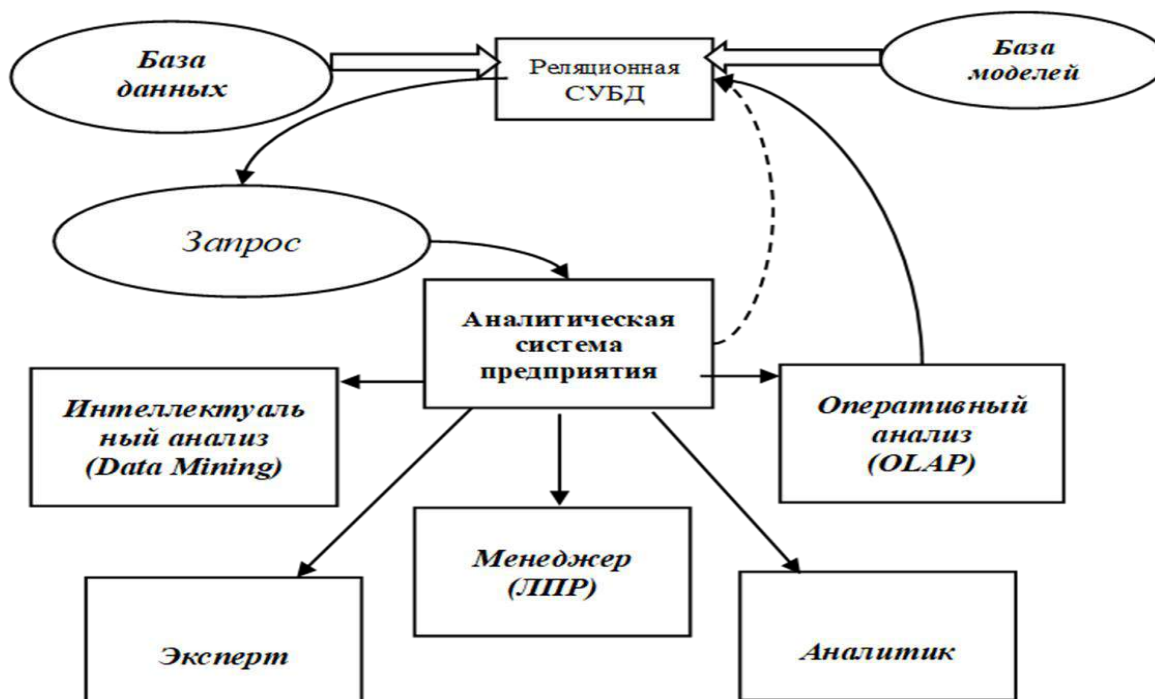 База
данных
Реляционная
СУБД
База
моделей
Запрос
Аналитическая
система
предприятия
Интеллектуаль
ный анализ
(Data Mining)
Оперативный
анализ
(OLAP)
Менеджер
(ЛПР)
Эксперт
Аналитик